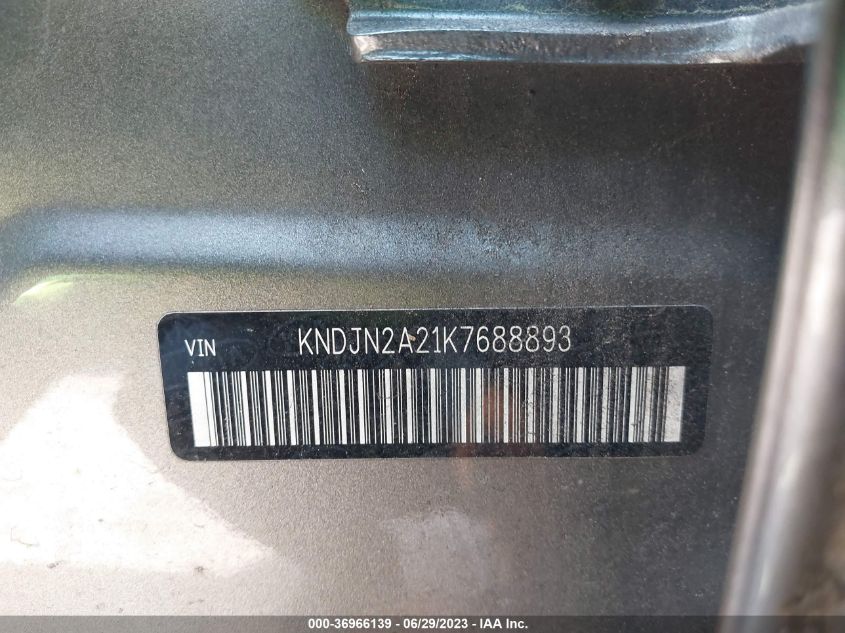 VIN KNDJN2A21K7688893
000-36966139 - 06/29/2023 - IAA Inc.